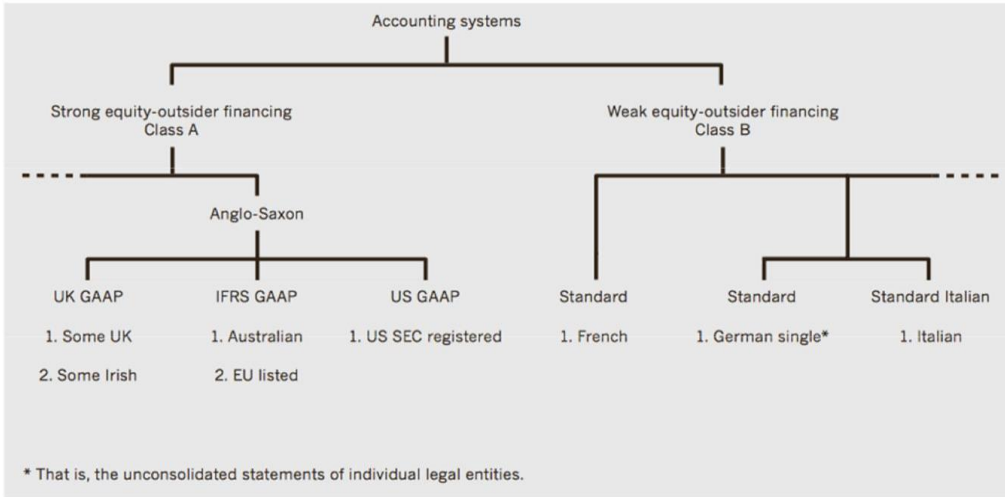 Accounting systems
Strong equity-outsider financing
Class A
Weak equity-outsider financing
Class B
Anglo-Saxon
UK GAAP
IFRS GAAP
US GAAP
Standard
Standard
Standard Italian
1. Some UK
1. Australian
1. US SEC registered
1. French
1. German single*
1. Italian
2. Some Irish
2. EU listed
* That is, the unconsolidated statements of individual legal entities.